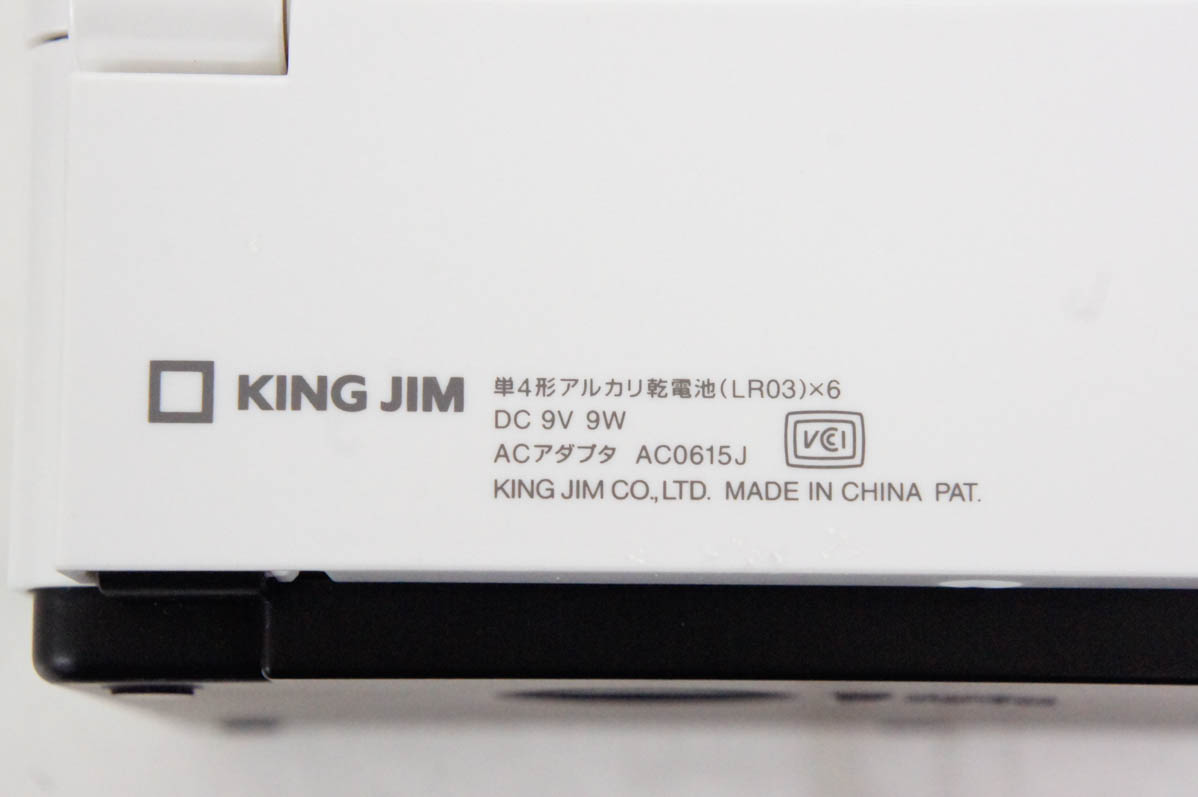 KING JIM
単4形アルカリ乾電池(LR03)×6
DC 9V 9W
ACアダプタ AC0615J
VCCI
KING JIM CO.,LTD. MADE IN CHINA PAT.